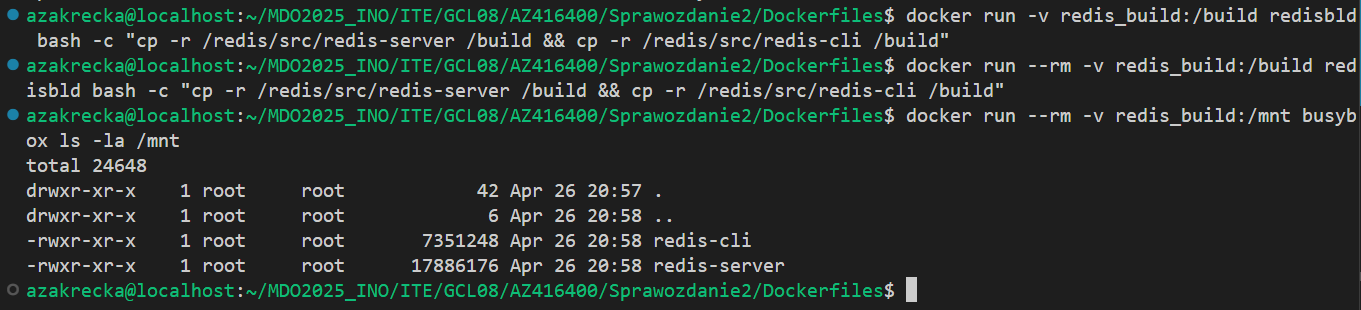 azakrecka@localhost:~/MDO2025_INO/ITE/GCL08/AZ416400/Sprawozdanie2/Dockerfiles$ docker run -v redis_build:/build redisbld
 bash -c "cp -r /redis/src/redis-server /build && cp -r /redis/src/redis-cli /build"
azakrecka@localhost:~/MDO2025_INO/ITE/GCL08/AZ416400/Sprawozdanie2/Dockerfiles$ docker run --rm -v redis_build:/build red
isbld bash -c "cp -r /redis/src/redis-server /build && cp -r /redis/src/redis-cli /build"
azakrecka@localhost:~/MDO2025_INO/ITE/GCL08/AZ416400/Sprawozdanie2/Dockerfiles$ docker run --rm -v redis_build:/mnt busyb
ox ls -la /mnt
total 24648
drwxr-xr-x    1 root     root            42 Apr 26 20:57 .
drwxr-xr-x    1 root     root             6 Apr 26 20:58 ..
-rwxr-xr-x    1 root     root       7351248 Apr 26 20:58 redis-cli
-rwxr-xr-x    1 root     root      17886176 Apr 26 20:58 redis-server
azakrecka@localhost:~/MDO2025_INO/ITE/GCL08/AZ416400/Sprawozdanie2/Dockerfiles$